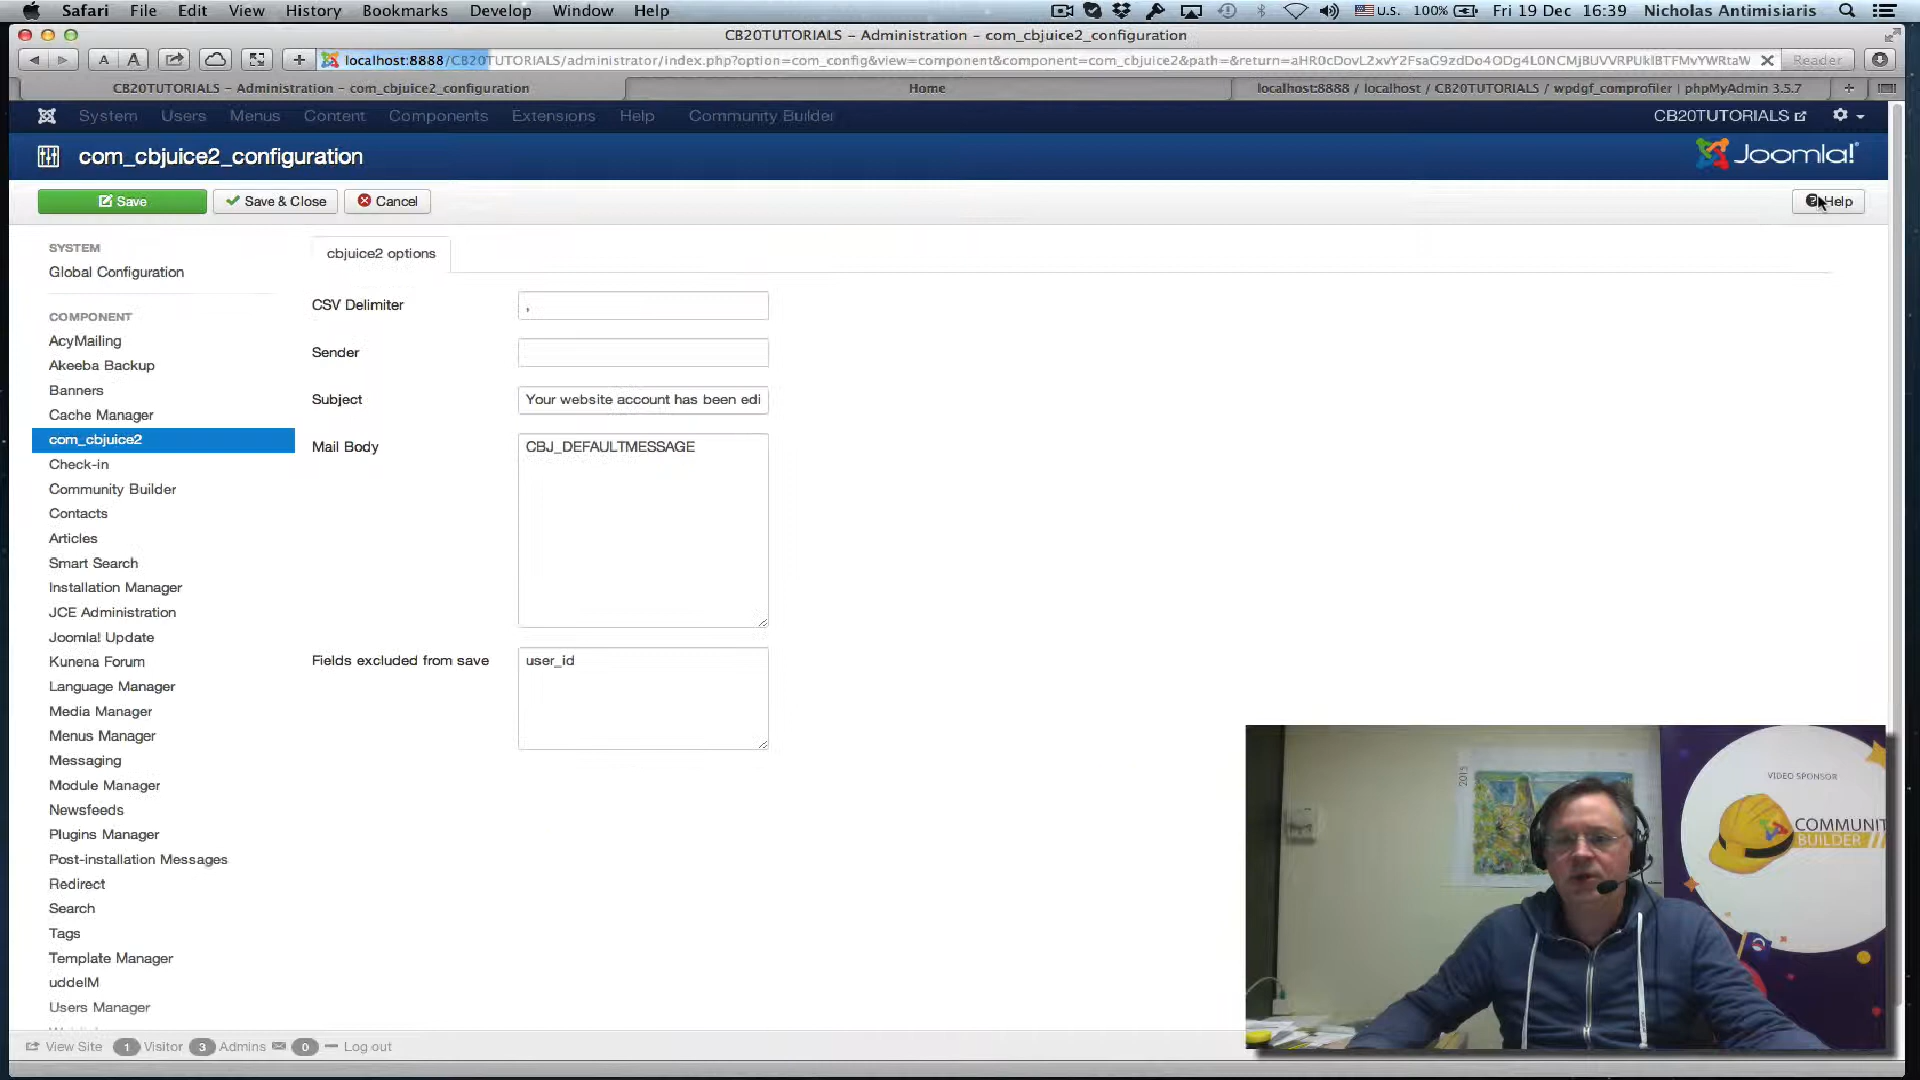 Safari File Edit View History Bookmarks Develop Window Help
U.S. 100% Fri 19 Dec 16:39 Nicholas Antimisiaris
CB20TUTORIALS – Administration – com_cbjuice2_configuration
A A + localhost:8888/CB20TUTORIALS/administrator/index.php?option=com_config&view=component&component=com_cbjuice2&path=&return= Reader
CB20TUTORIALS – Administration – com_cbjuice2_configuration
Home
localhost:8888 / localhost / CB20TUTORIALS / wpdgf_comprofiler | phpMyAdmin 3.5.7 +
System Users Menus Content Components Extensions Help Community Builder
CB20TUTORIALS
com_cbjuice2_configuration
Joomla!
Save
Save & Close
Cancel
Help
SYSTEM
Global Configuration
COMPONENT
AcyMailing
Akeeba Backup
Banners
Cache Manager
com_cbjuice2
Check-in
Community Builder
Contacts
Articles
Smart Search
Installation Manager
JCE Administration
Joomla! Update
Kunena Forum
Language Manager
Media Manager
Menus Manager
Messaging
Module Manager
Newsfeeds
Plugins Manager
Post-installation Messages
Redirect
Search
Tags
Template Manager
uddeIM
Users Manager
cbjuice2 options
CSV Delimiter ,
Sender
Subject Your website account has been edi
Mail Body CBJ_DEFAULTMESSAGE
Fields excluded from save user_id
2015
VIDEO SPONSOR
COMMUNIT
BUILDER
View Site 1 Visitor 3 Admins 0 Log out